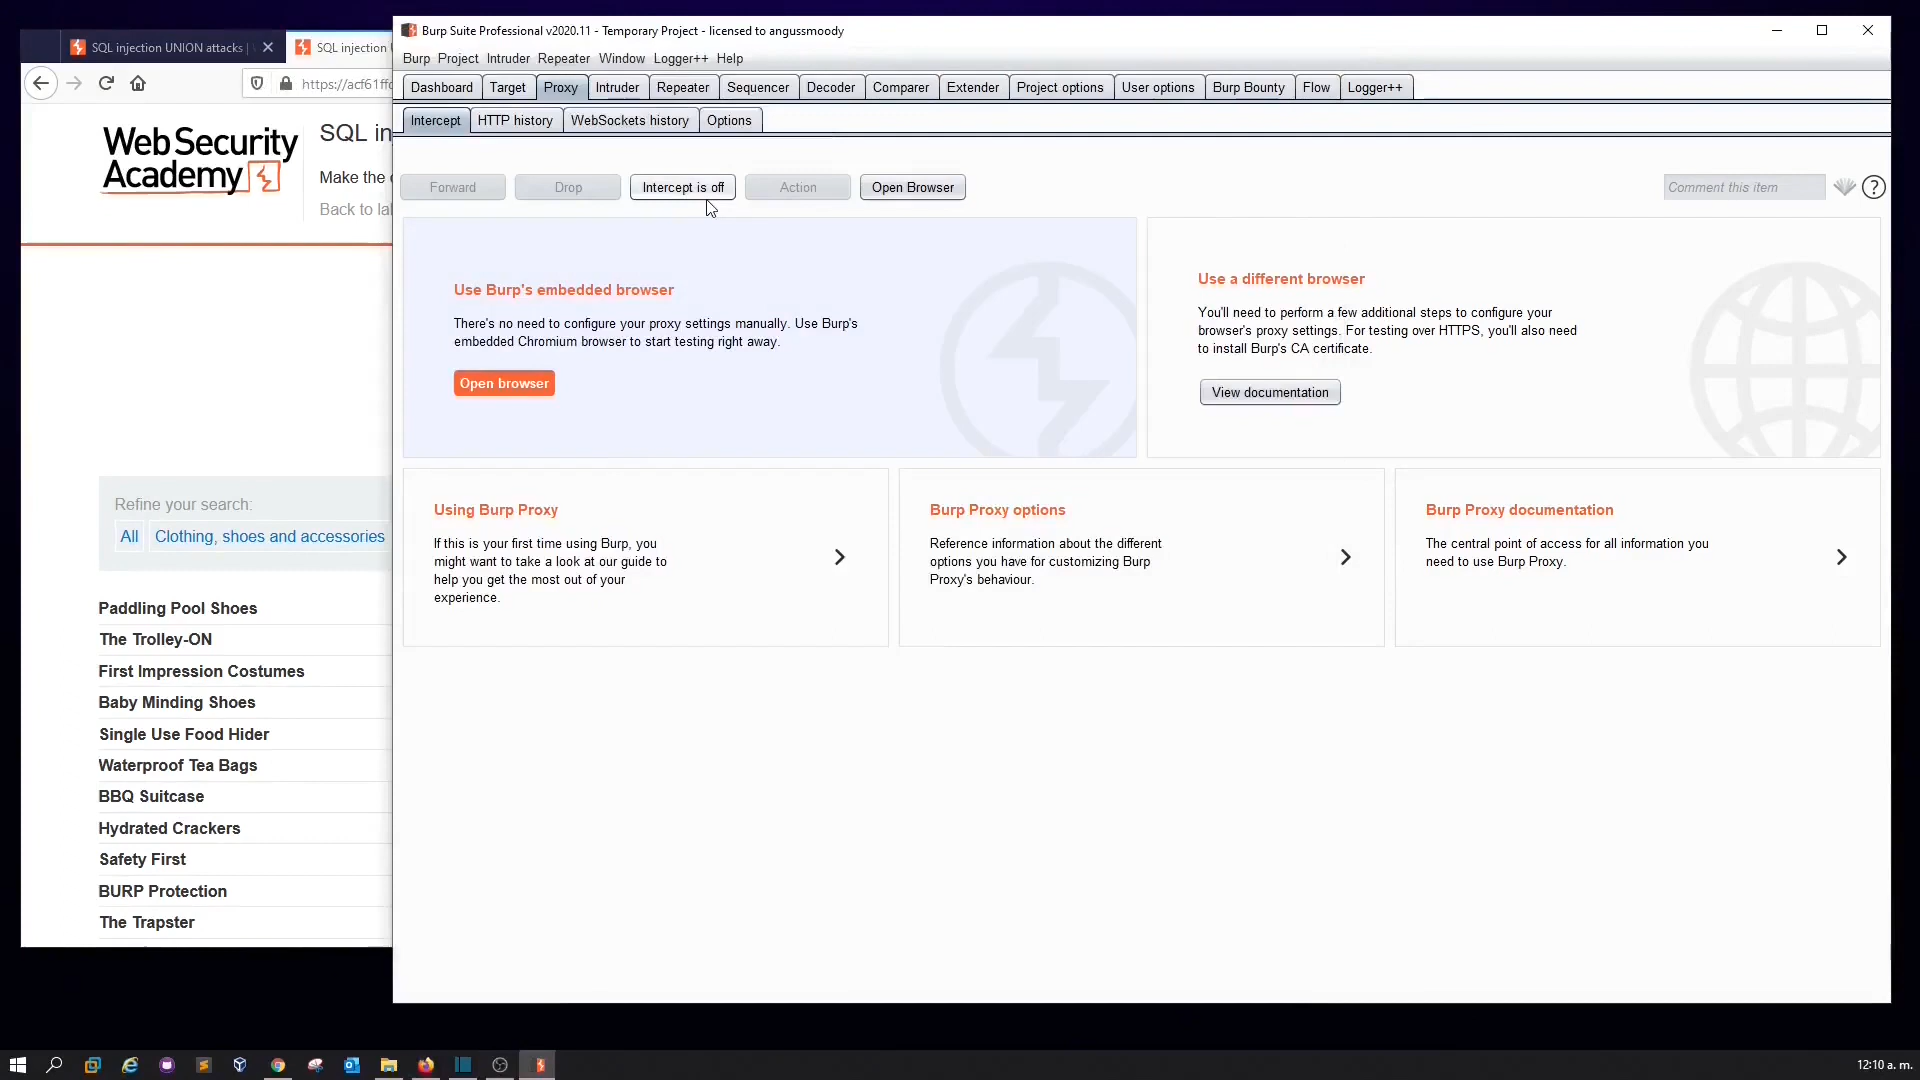 SQL injection UNION attacks |
SQL injection
https://acf61ff
Web Security
Academy
SQL in
Make the
Back to la
Refine your search:
All
Clothing, shoes and accessories
Paddling Pool Shoes
The Trolley-ON
First Impression Costumes
Baby Minding Shoes
Single Use Food Hider
Waterproof Tea Bags
BBQ Suitcase
Hydrated Crackers
Safety First
BURP Protection
The Trapster
Burp Suite Professional v2020.11 - Temporary Project - licensed to angussmoody
Burp Project Intruder Repeater Window Logger++ Help
Dashboard Target Proxy Intruder Repeater Sequencer Decoder Comparer Extender Project options User options Burp Bounty Flow Logger++
Intercept HTTP history WebSockets history Options
Forward Drop Intercept is off Action Open Browser Comment this item ?
Use Burp's embedded browser
There's no need to configure your proxy settings manually. Use Burp's
embedded Chromium browser to start testing right away.
Open browser
Use a different browser
You'll need to perform a few additional steps to configure your
browser's proxy settings. For testing over HTTPS, you'll also need
to install Burp's CA certificate.
View documentation
Using Burp Proxy
If this is your first time using Burp, you
might want to take a look at our guide to
help you get the most out of your
experience.
Burp Proxy options
Reference information about the different
options you have for customizing Burp
Proxy's behaviour.
Burp Proxy documentation
The central point of access for all information you
need to use Burp Proxy.
12:10 a. m.